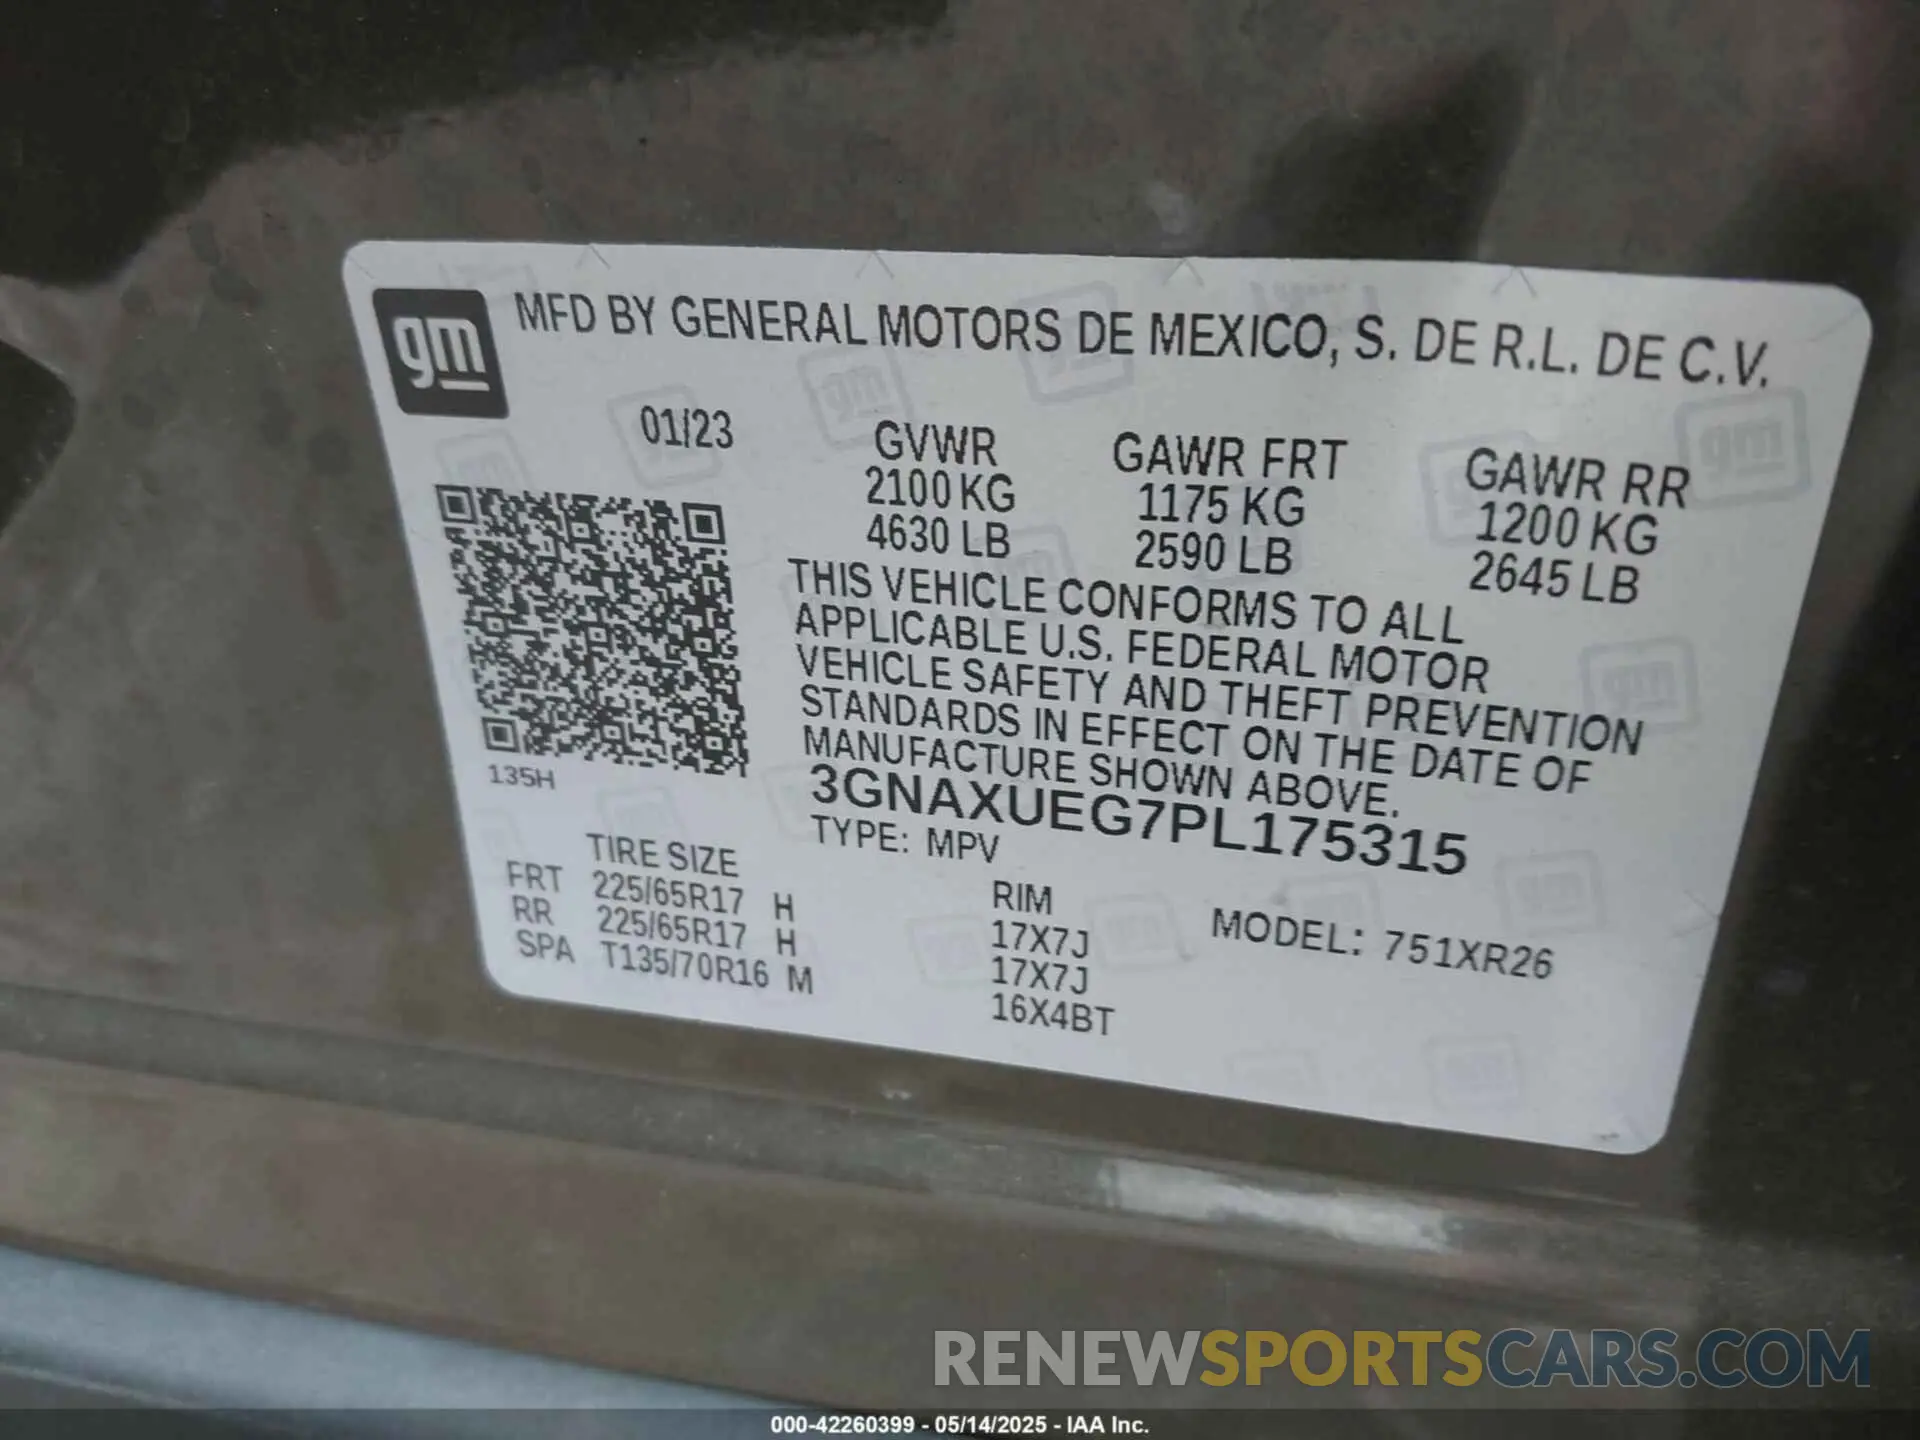 gm MFD BY GENERAL MOTORS DE MEXICO, S. DE R.L. DE C.V.
01/23 GVWR GAWR FRT GAWR RR
2100 KG 1175 KG 1200 KG
4630 LB 2590 LB 2645 LB
THIS VEHICLE CONFORMS TO ALL
APPLICABLE U.S. FEDERAL MOTOR
VEHICLE SAFETY AND THEFT PREVENTION
STANDARDS IN EFFECT ON THE DATE OF
MANUFACTURE SHOWN ABOVE.
135H
3GNAXUEG7PL175315
TYPE: MPV
TIRE SIZE RIM MODEL: 751XR26
FRT 225/65R17 H 17X7J
RR 225/65R17 H 17X7J
SPA T135/70R16 M 16X4BT
RENEWSPORTSCARS.COM
000-42260399 - 05/14/2025 - IAA Inc.